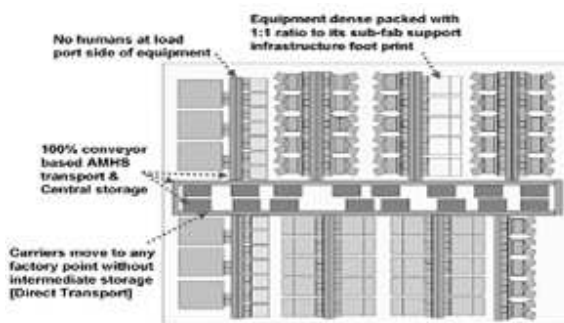 No humans at load
port side of equipment
Equipment dense packed with
1:1 ratio to its sub-fab support
infrastructure foot print
100% conveyor
based AMHS
transport &
Central storage
Carriers move to any
factory point without
intermediate storage
[Direct Transport]